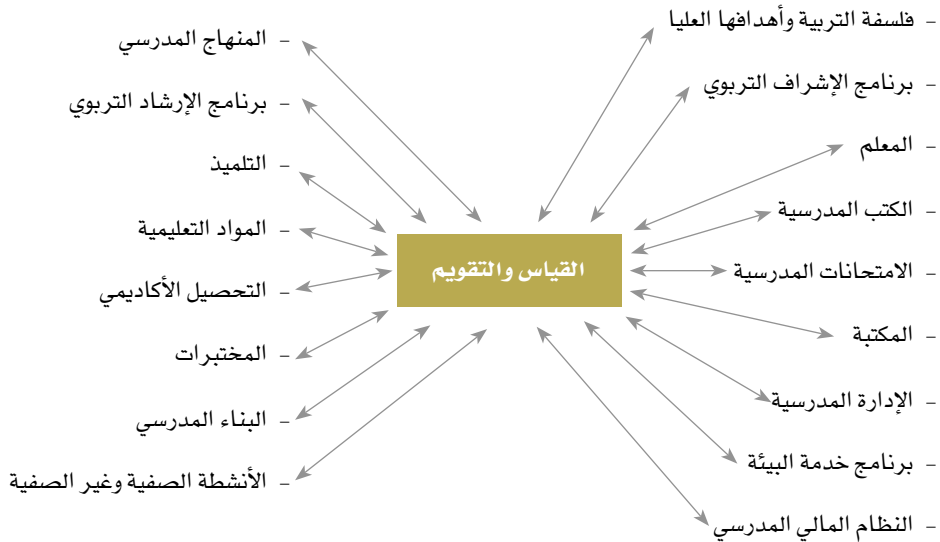 – فلسفة التربية وأهدافها العليا
– برنامج الإشراف التربوي
– المعلم
– الكتب المدرسية
– الامتحانات المدرسية
– المكتبة
– الإدارة المدرسية
– برنامج خدمة البيئة
– النظام المالي المدرسي
القياس والتقويم
– المنهاج المدرسي
– برنامج الإرشاد التربوي
– التلميذ
– المواد التعليمية
– التحصيل الأكاديمي
– المختبرات
– البناء المدرسي
– الأنشطة الصفية وغير الصفية